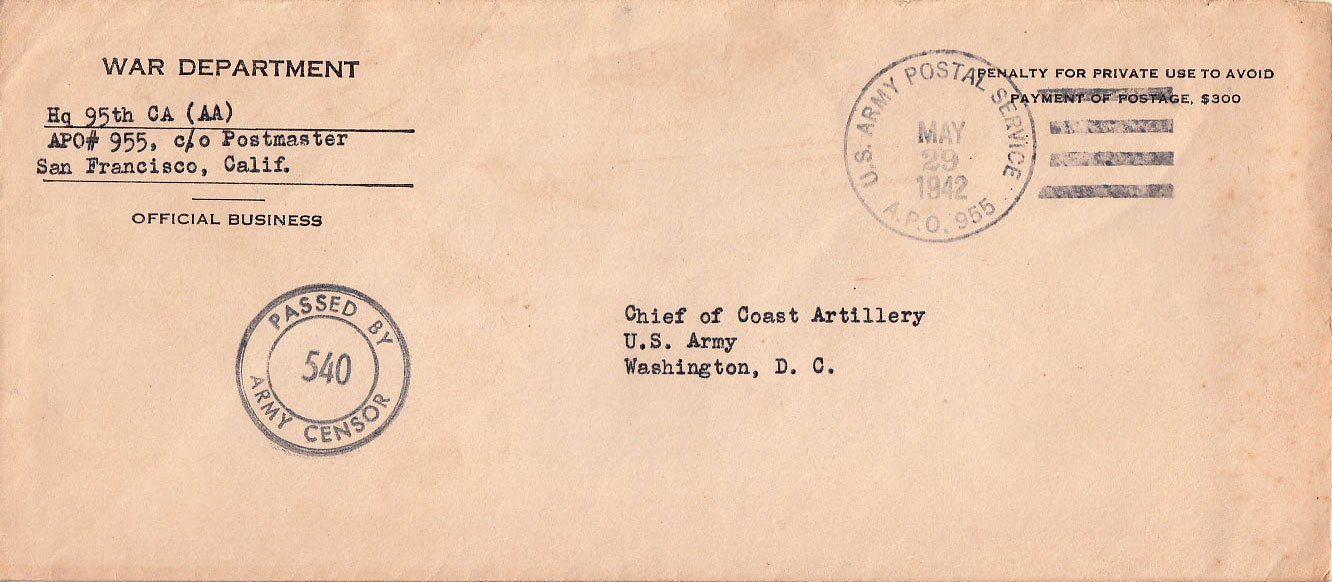 WAR DEPARTMENT
Hq 95th CA (AA)
APO# 955, c/o Postmaster
San Francisco, Calif.
OFFICIAL BUSINESS
U.S. ARMY POSTAL SERVICE
MAY
29
1942
A.P.O. 955
PENALTY FOR PRIVATE USE TO AVOID
PAYMENT OF POSTAGE, $300
PASSED BY
540
ARMY CENSOR
Chief of Coast Artillery
U.S. Army
Washington, D. C.